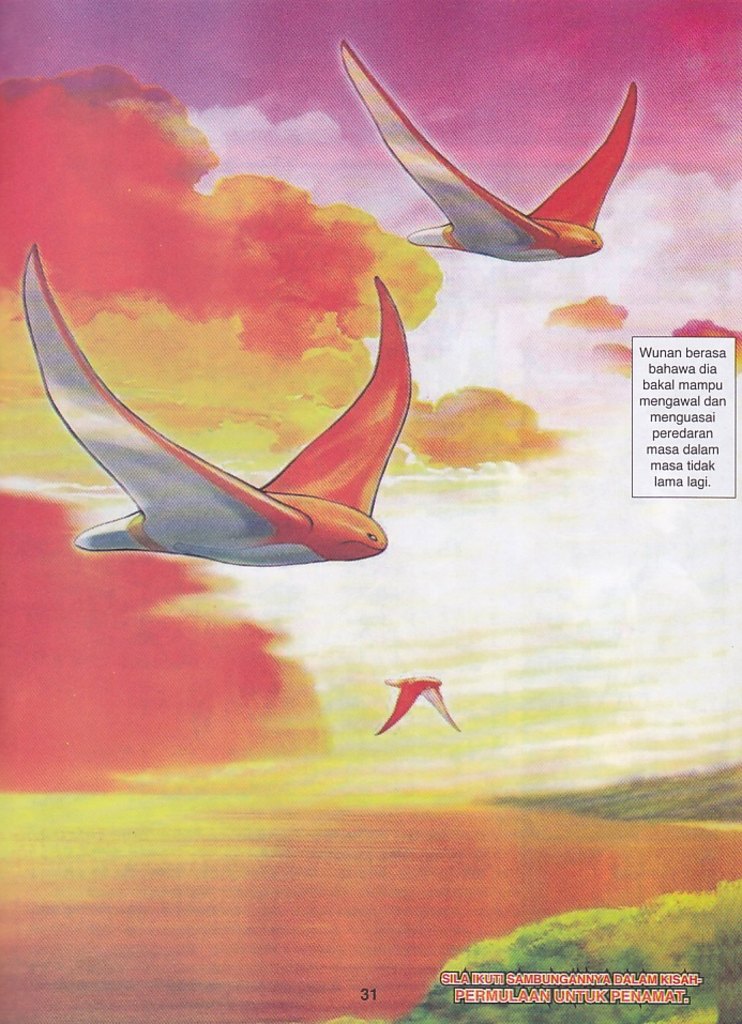 Wunan berasa
bahawa dia
bakal mampu
mengawal dan
menguasai
peredaran
masa dalam
masa tidak
lama lagi.
31
SILA IKUTI SAMBUNGANNYA DALAM KISAH-
PERMULAAN UNTUK PENAMAT.